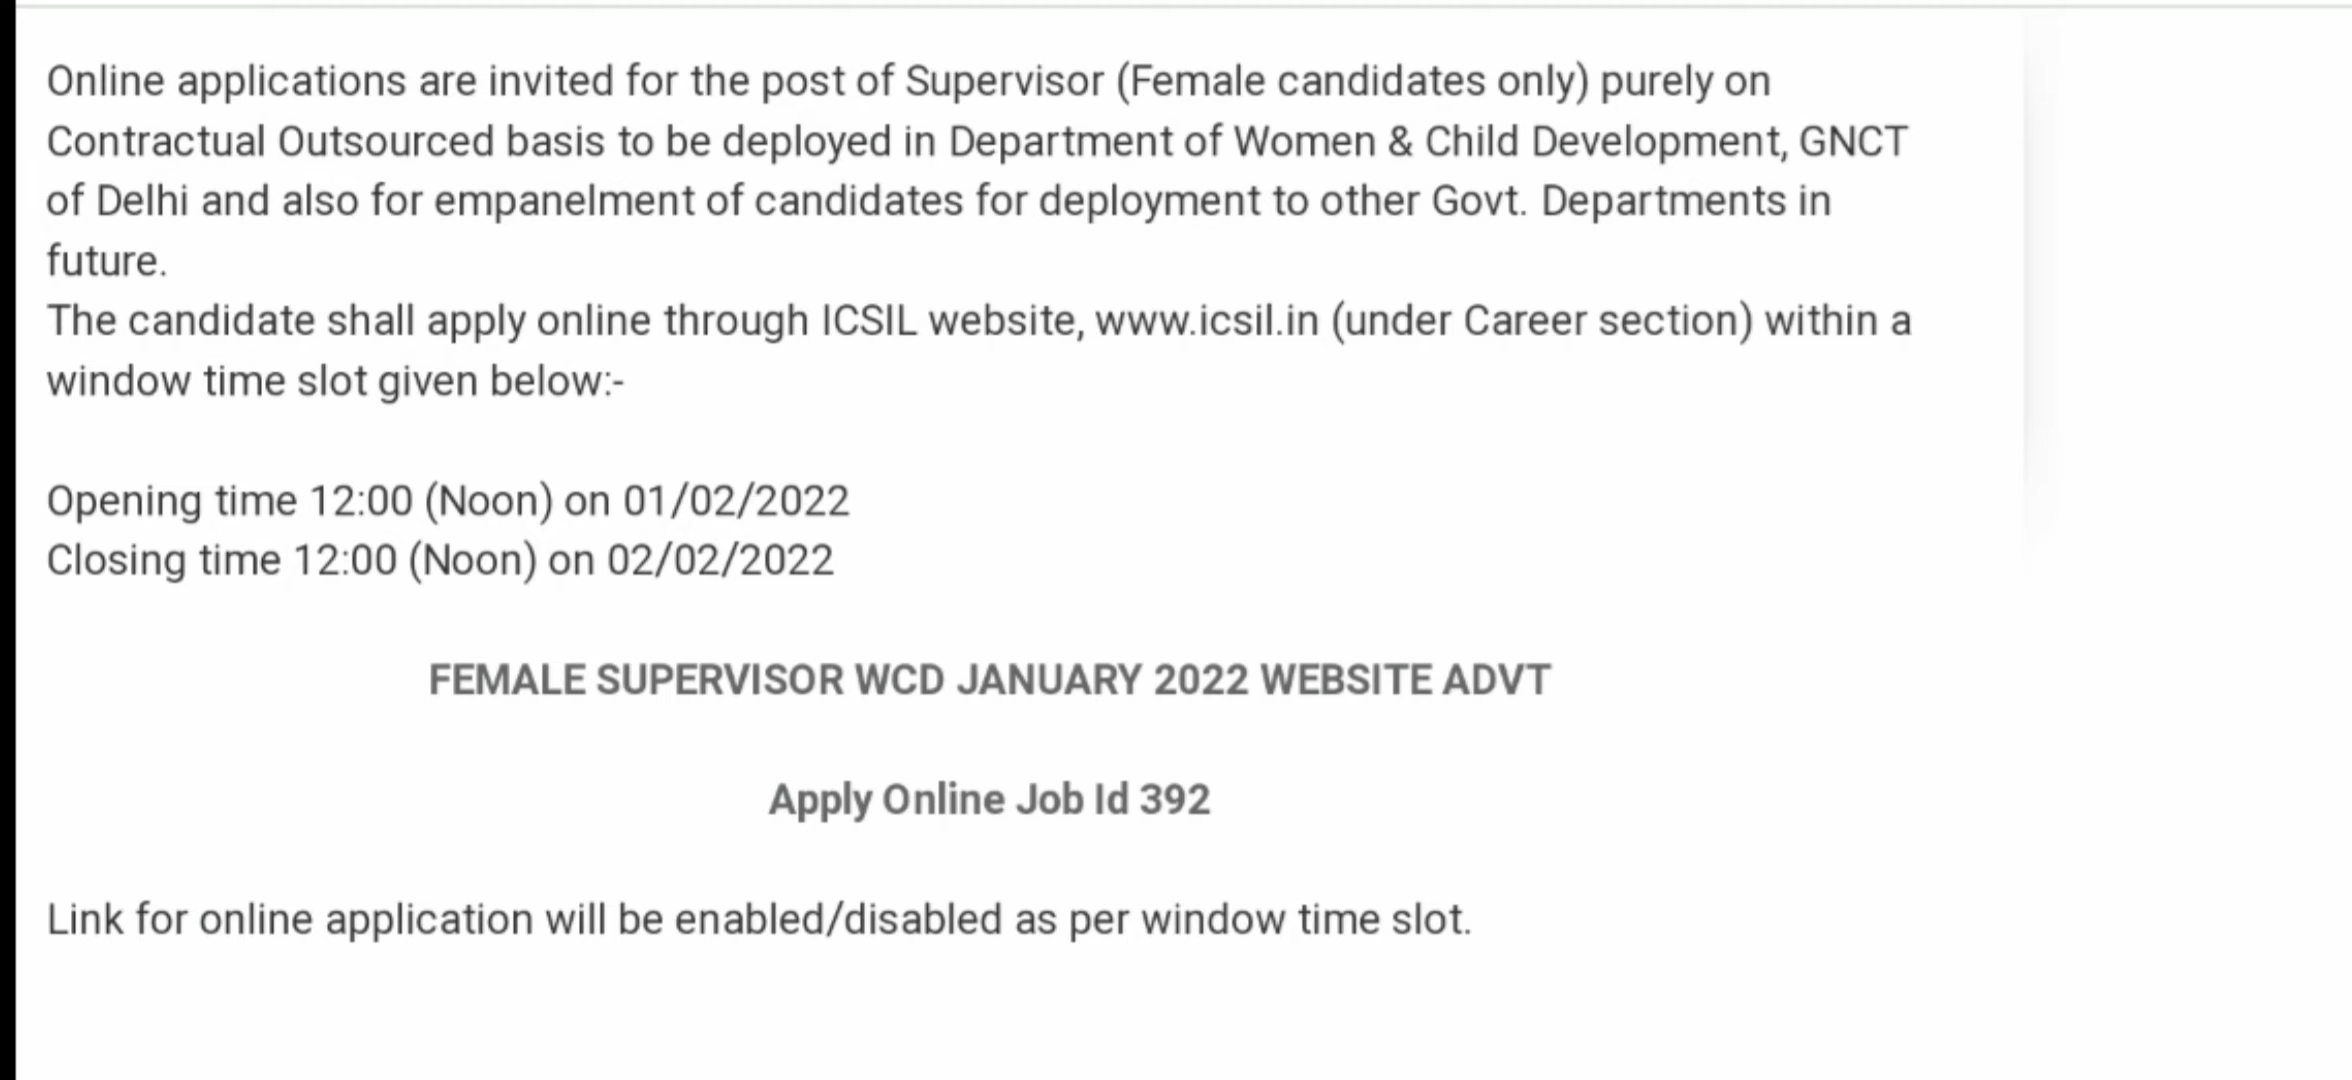 Online applications are invited for the post of Supervisor (Female candidates only) purely on
Contractual Outsourced basis to be deployed in Department of Women & Child Development, GNCT
of Delhi and also for empanelment of candidates for deployment to other Govt. Departments in
future.
The candidate shall apply online through ICSIL website, www.icsil.in (under Career section) within a
window time slot given below:-
Opening time 12:00 (Noon) on 01/02/2022
Closing time 12:00 (Noon) on 02/02/2022
FEMALE SUPERVISOR WCD JANUARY 2022 WEBSITE ADVT
Apply Online Job Id 392
Link for online application will be enabled/disabled as per window time slot.